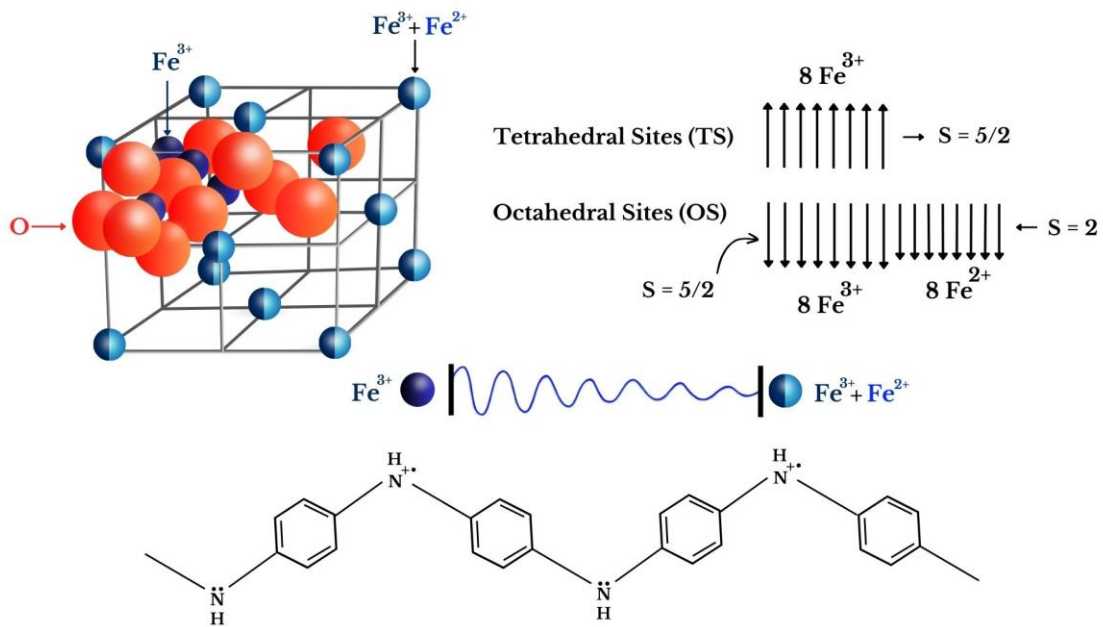 Fe³⁺+ Fe²⁺
Fe³⁺
O
8 Fe³⁺
Tetrahedral Sites (TS)
S = 5/2
Octahedral Sites (OS)
S = 2
S = 5/2
8 Fe³⁺
8 Fe²⁺
Fe³⁺
Fe³⁺+ Fe²⁺
H
N⁺•
H
N⁺•
N̈
H
N̈
H